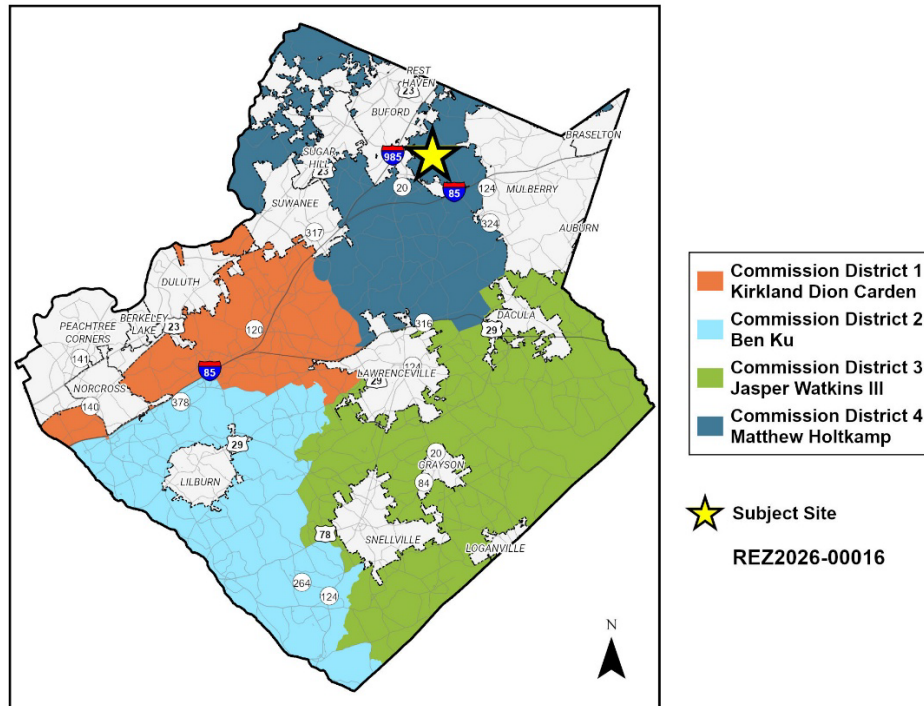 REST
HAVEN
23
BUFORD
BRASELTON
985
SUGAR
HILL
23
20
85
124
MULBERRY
SUWANEE
324
317
AUBURN
DULUTH
DACULA
BERKELEY
LAKE
23
PEACHTREE
CORNERS
141
120
316
29
124
LAWRENCEVILLE
29
85
NORCROSS
140
378
29
20
GRAYSON
84
LILBURN
78
SNELLVILLE
LOGANVILLE
264
124
N
Commission District 1
Kirkland Dion Carden
Commission District 2
Ben Ku
Commission District 3
Jasper Watkins III
Commission District 4
Matthew Holtkamp
Subject Site
REZ2026-00016